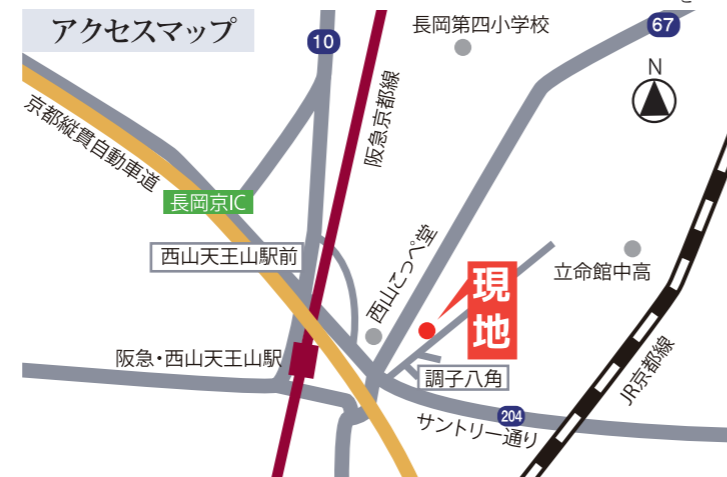 アクセスマップ
10
長岡第四小学校
67
N
京都縦貫自動車道
阪急京都線
長岡京IC
西山天王山駅前
西山こっぺ堂
現地
立命館中高
阪急・西山天王山駅
調子八角
JR京都線
204
サントリー通り